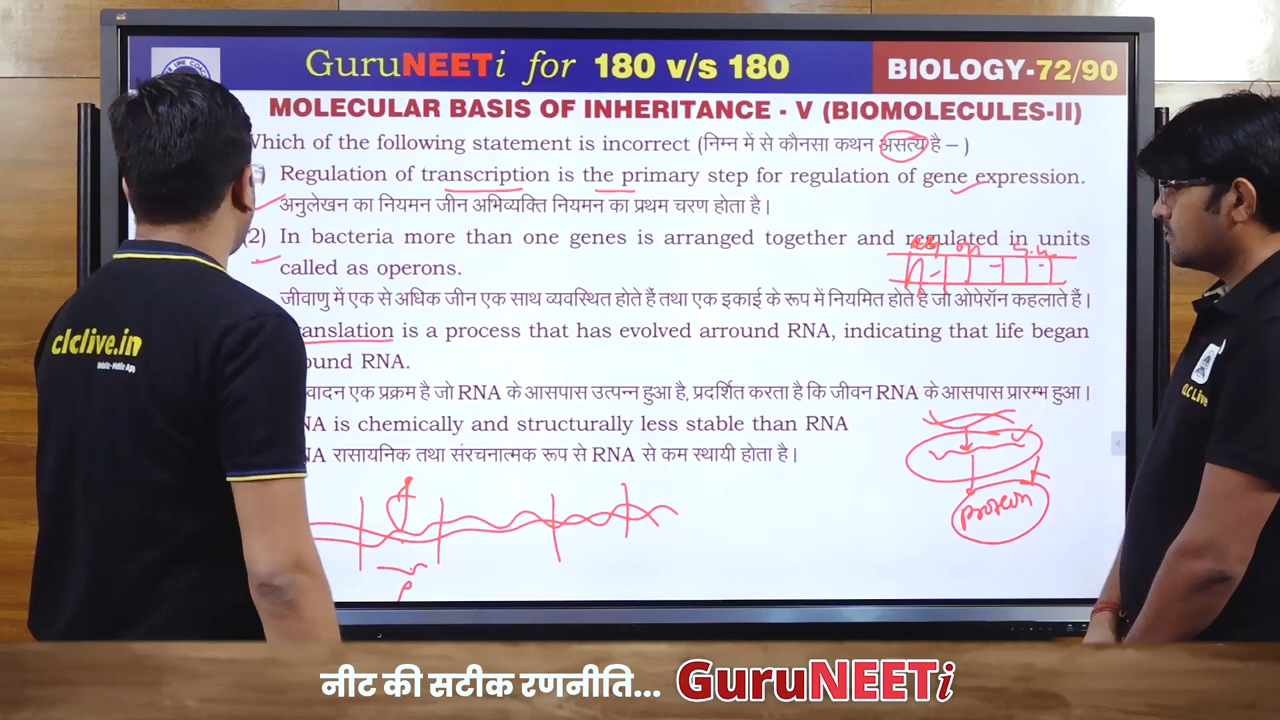 GuruNEETi for 180 v/s 180
BIOLOGY-72/90
MOLECULAR BASIS OF INHERITANCE - V (BIOMOLECULES-II)
Which of the following statement is incorrect (निम्न में से कौनसा कथन असत्य है – )
Regulation of transcription is the primary step for regulation of gene expression.
अनुलेखन का नियमन जीन अभिव्यक्ति नियमन का प्रथम चरण होता है।
(2) In bacteria more than one genes is arranged together and regulated in units
called as operons.
जीवाणु में एक से अधिक जीन एक साथ व्यवस्थित होते हैं तथा एक इकाई के रूप में नियमित होते है जो ओपेरॉन कहलाते हैं।
anslation is a process that has evolved arround RNA, indicating that life began
ound RNA.
वादन एक प्रक्रम है जो RNA के आसपास उत्पन्न हुआ है, प्रदर्शित करता है कि जीवन RNA के आसपास प्रारम्भ हुआ।
NA is chemically and structurally less stable than RNA
NA रासायनिक तथा संरचनात्मक रूप से RNA से कम स्थायी होता है।
Protein
P
clclive.in
CLC Live
नीट की सटीक रणनीति... GuruNEETi